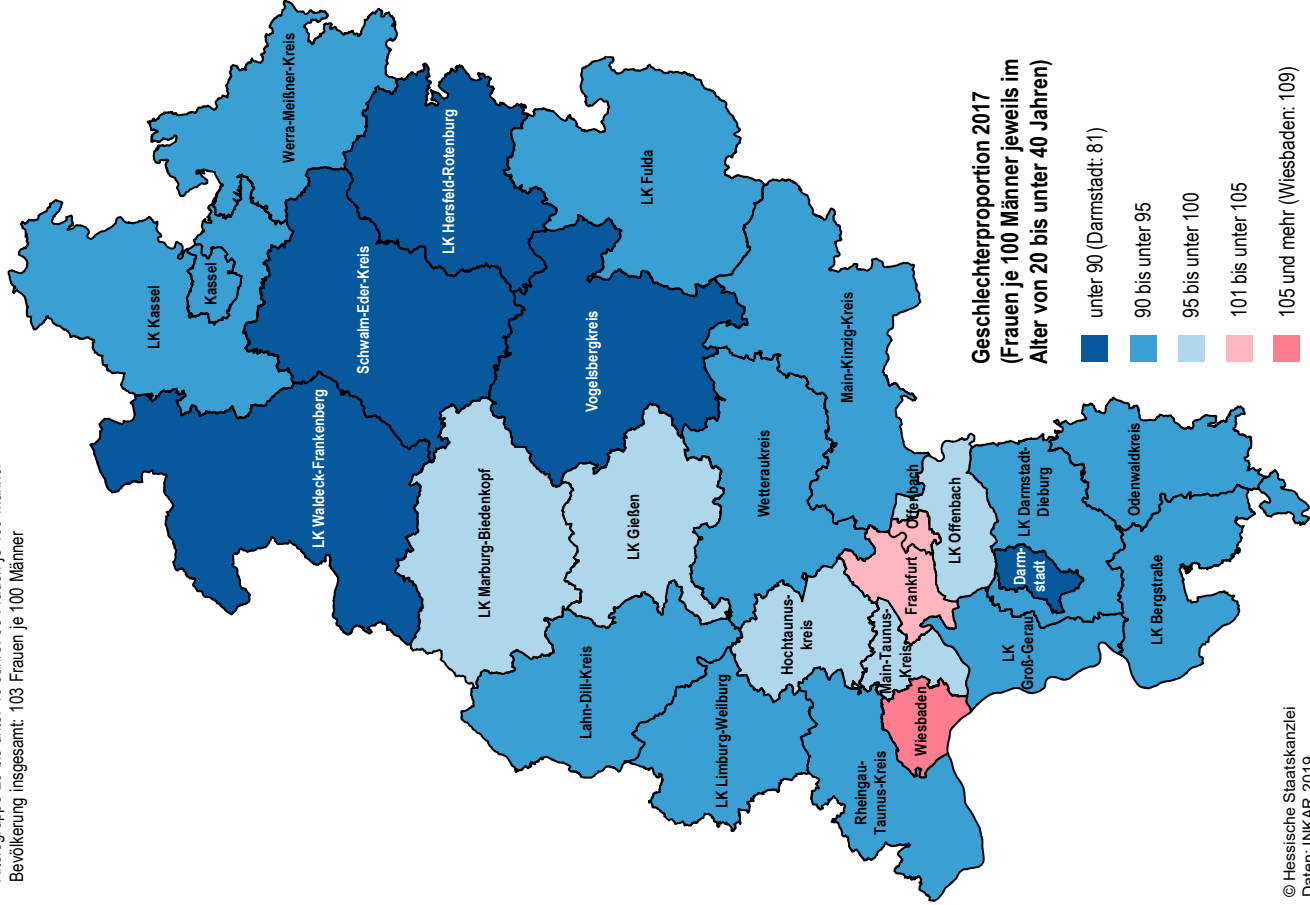 Bevölkerung insgesamt: 103 Frauen je 100 Männer
LK Kassel
Kassel
Werra-Meißner-Kreis
LK Waldeck-Frankenberg
Schwalm-Eder-Kreis
LK Hersfeld-Rotenburg
LK Marburg-Biedenkopf
Lahn-Dill-Kreis
Vogelsbergkreis
LK Gießen
LK Fulda
LK Limburg-Weilburg
Wetteraukreis
Hochtaunus-
kreis
Main-Kinzig-Kreis
Rheingau-
Taunus-Kreis
Main-Taunus-
Kreis
Frankfurt
Offenbach
Wiesbaden
LK Offenbach
LK
Groß-Gerau
Darm-
stadt
LK Darmstadt-
Dieburg
LK Bergstraße
Odenwaldkreis
Geschlechterproportion 2017
(Frauen je 100 Männer jeweils im
Alter von 20 bis unter 40 Jahren)
unter 90 (Darmstadt: 81)
90 bis unter 95
95 bis unter 100
101 bis unter 105
105 und mehr (Wiesbaden: 109)
© Hessische Staatskanzlei
Daten: INKAR 2019